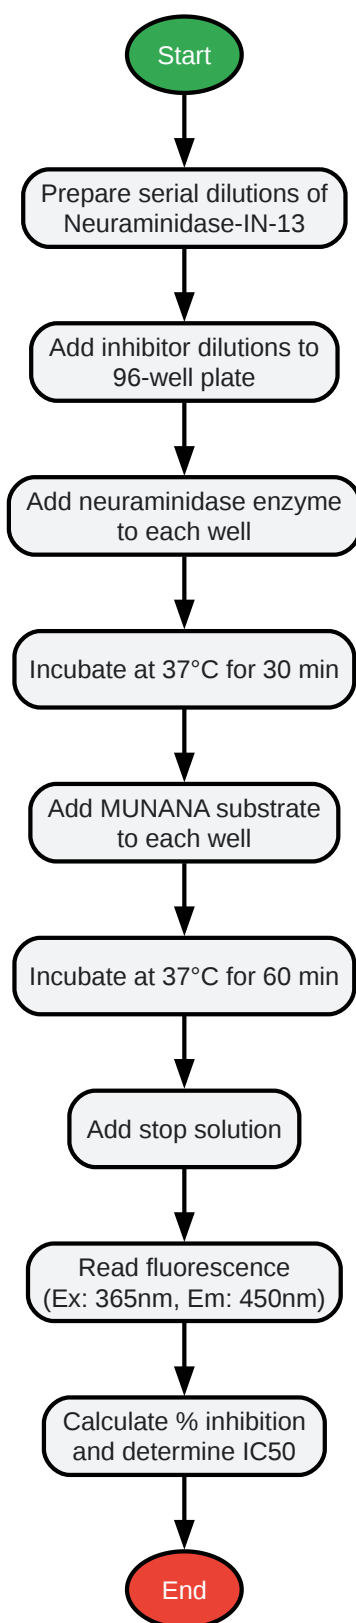 Start
Prepare serial dilutions of
Neuraminidase-IN-13
Add inhibitor dilutions to
96-well plate
Add neuraminidase enzyme
to each well
Incubate at 37°C for 30 min
Add MUNANA substrate
to each well
Incubate at 37°C for 60 min
Add stop solution
Read fluorescence
(Ex: 365nm, Em: 450nm)
Calculate % inhibition
and determine IC50
End